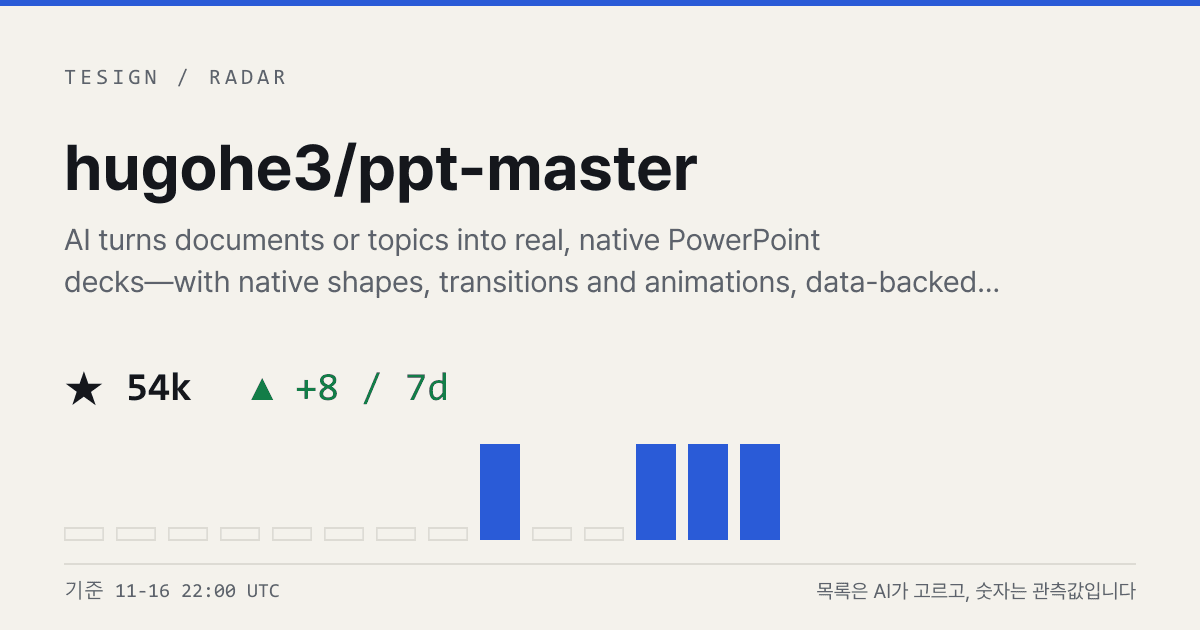 TESIGN / RADAR
hugohe3/ppt-master
AI turns documents or topics into real, native PowerPoint
decks—with native shapes, transitions and animations, data-backed…
★ 54k ▲ +8 / 7d
기준 11-16 22:00 UTC
목록은 AI가 고르고, 숫자는 관측값입니다